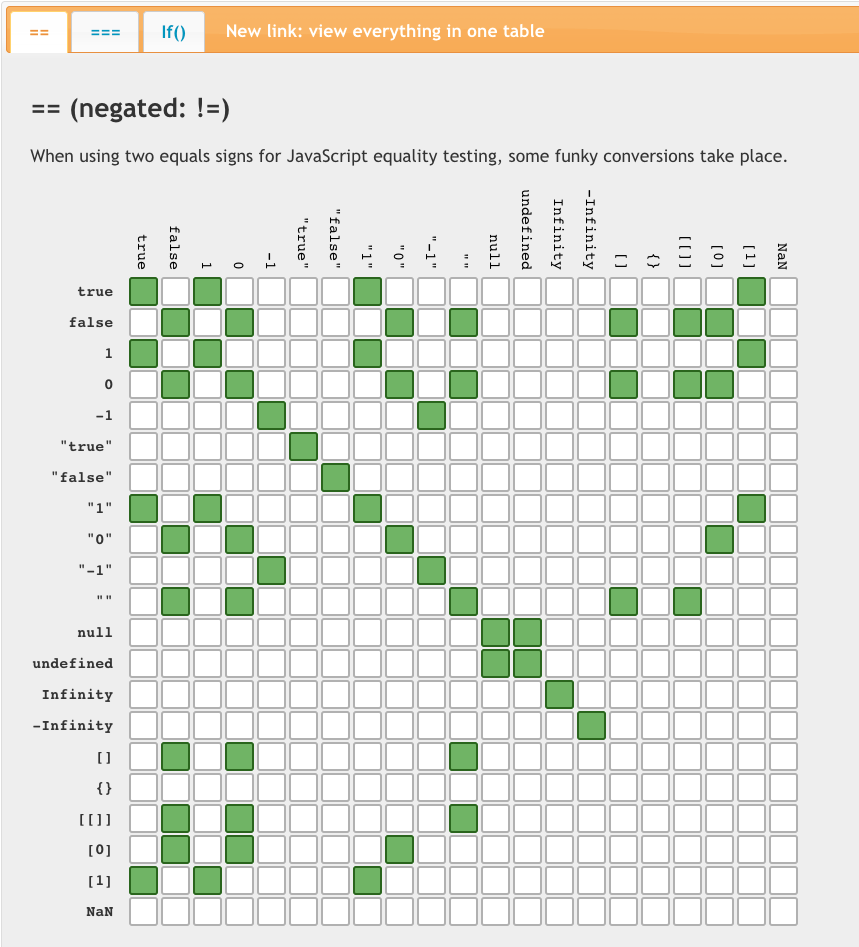 == === If() New link: view everything in one table
== (negated: !=)
When using two equals signs for JavaScript equality testing, some funky conversions take place.
true false 1 0 -1 "true" "false" "1" "0" "-1" "" null undefined Infinity -Infinity [] {} [[]] [0] [1] NaN
true
false
1
0
-1
"true"
"false"
"1"
"0"
"-1"
""
null
undefined
Infinity
-Infinity
[]
{}
[[]]
[0]
[1]
NaN